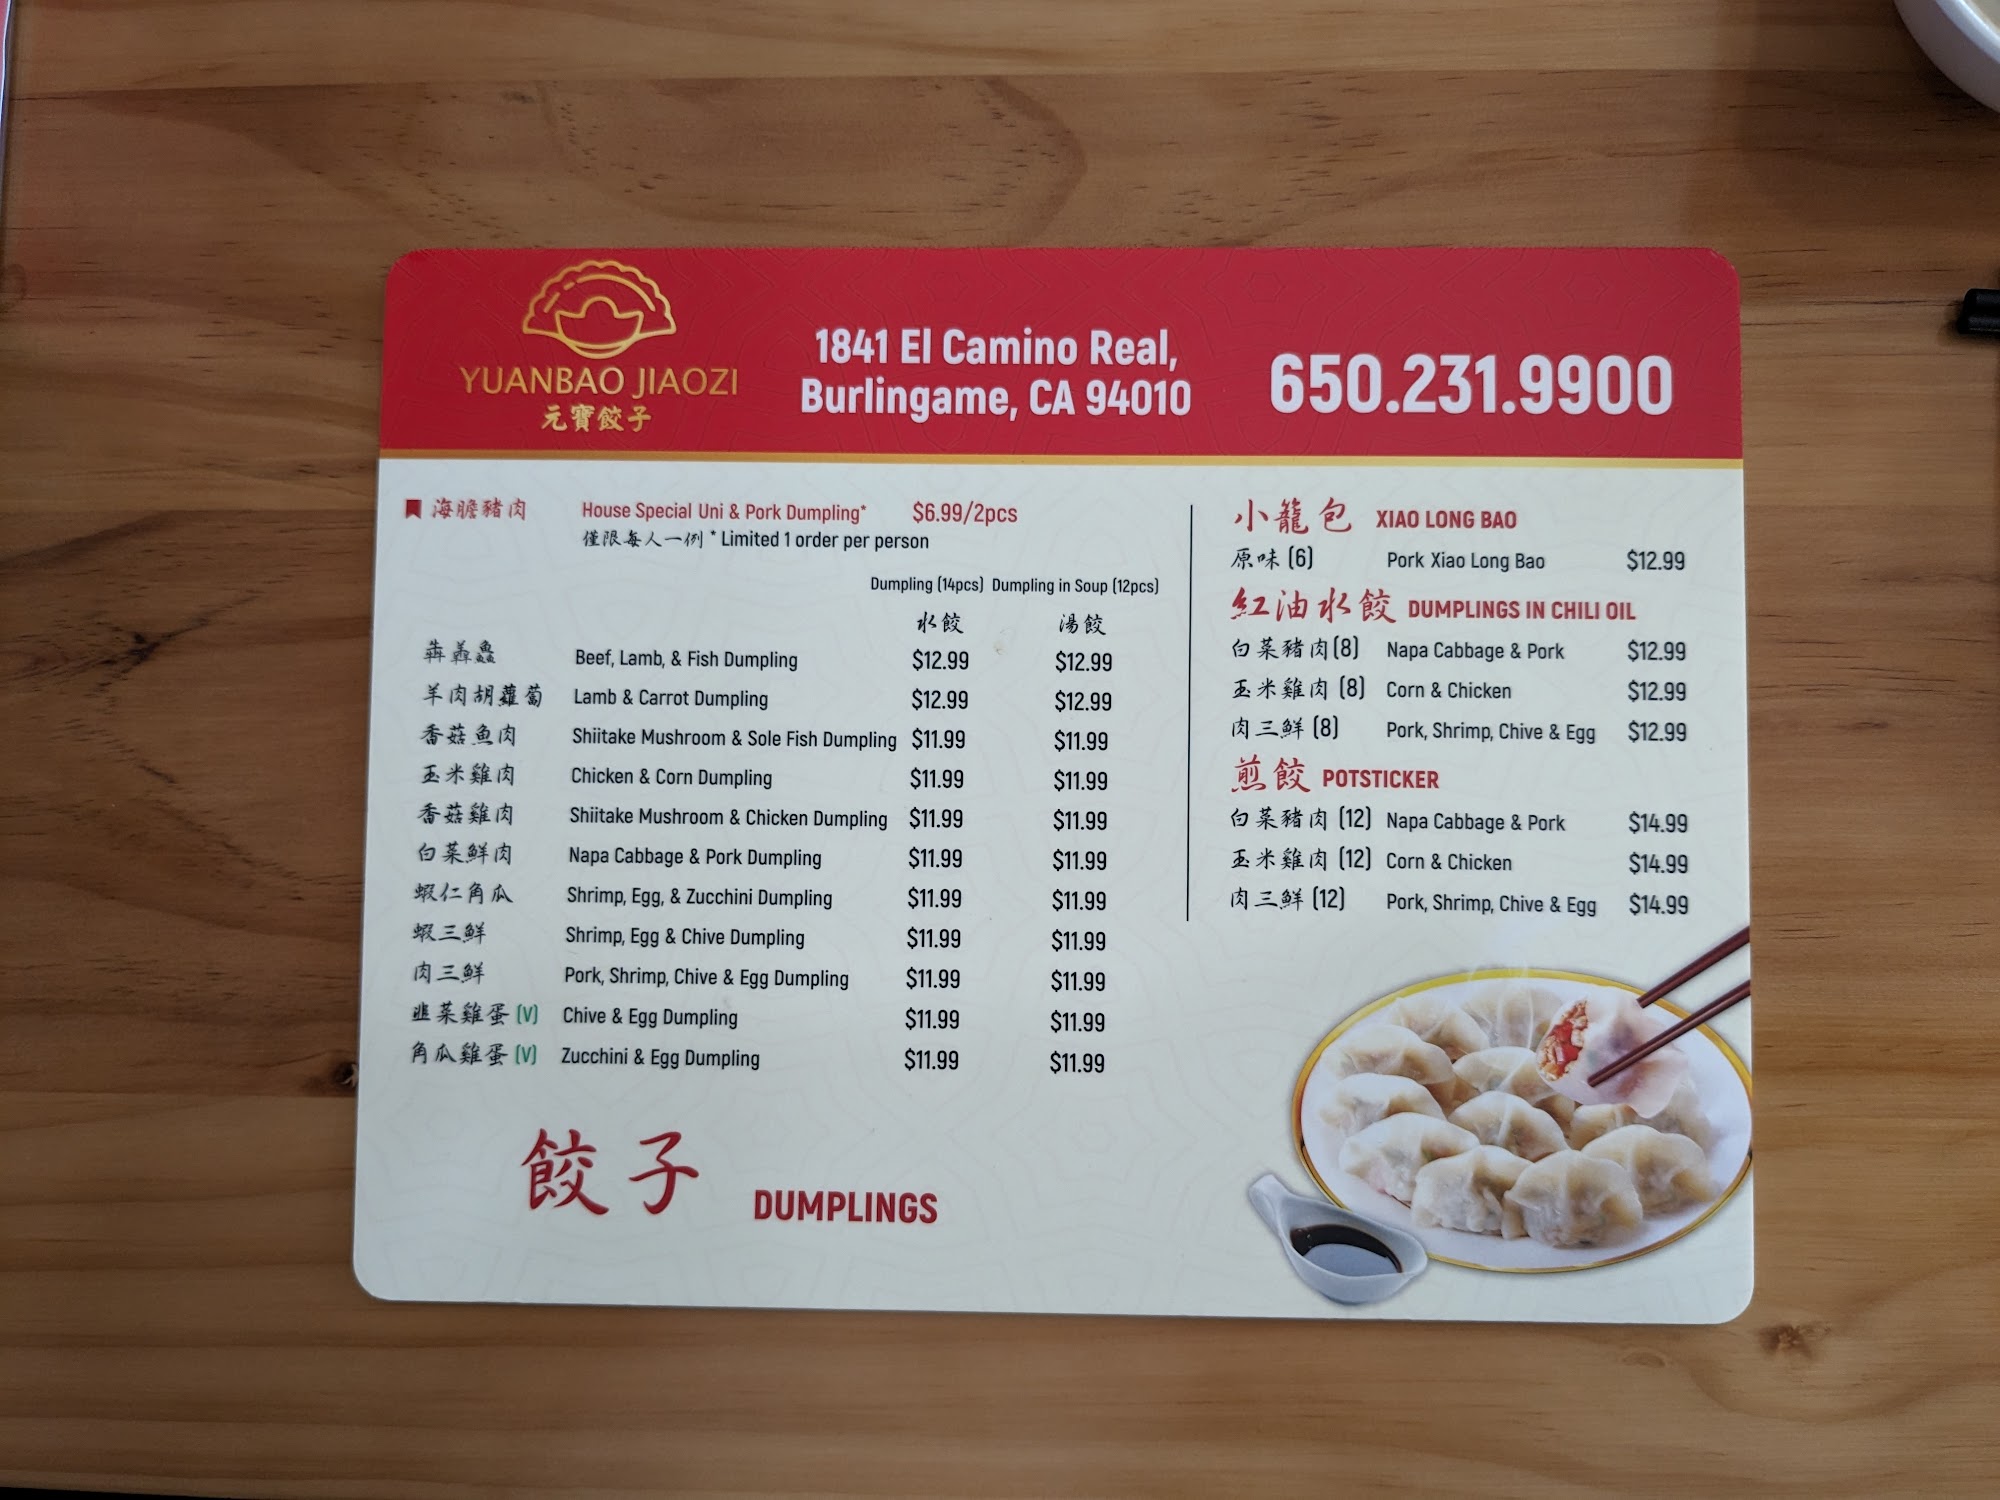 YUANBAO JIAOZI
元寶餃子
1841 El Camino Real,
Burlingame, CA 94010
650.231.9900
海膽豬肉 House Special Uni & Pork Dumpling* $6.99/2pcs
僅限每人一例 * Limited 1 order per person
Dumpling (14pcs) Dumpling in Soup (12pcs)
水餃 湯餃
犇羴鱻 Beef, Lamb, & Fish Dumpling $12.99 $12.99
羊肉胡蘿蔔 Lamb & Carrot Dumpling $12.99 $12.99
香菇魚肉 Shiitake Mushroom & Sole Fish Dumpling $11.99 $11.99
玉米雞肉 Chicken & Corn Dumpling $11.99 $11.99
香菇雞肉 Shiitake Mushroom & Chicken Dumpling $11.99 $11.99
白菜鮮肉 Napa Cabbage & Pork Dumpling $11.99 $11.99
蝦仁角瓜 Shrimp, Egg, & Zucchini Dumpling $11.99 $11.99
蝦三鮮 Shrimp, Egg & Chive Dumpling $11.99 $11.99
肉三鮮 Pork, Shrimp, Chive & Egg Dumpling $11.99 $11.99
韭菜雞蛋 (V) Chive & Egg Dumpling $11.99 $11.99
角瓜雞蛋 (V) Zucchini & Egg Dumpling $11.99 $11.99
餃子 DUMPLINGS
小籠包 XIAO LONG BAO
原味 (6) Pork Xiao Long Bao $12.99
紅油水餃 DUMPLINGS IN CHILI OIL
白菜豬肉 (8) Napa Cabbage & Pork $12.99
玉米雞肉 (8) Corn & Chicken $12.99
肉三鮮 (8) Pork, Shrimp, Chive & Egg $12.99
煎餃 POTSTICKER
白菜豬肉 (12) Napa Cabbage & Pork $14.99
玉米雞肉 (12) Corn & Chicken $14.99
肉三鮮 (12) Pork, Shrimp, Chive & Egg $14.99